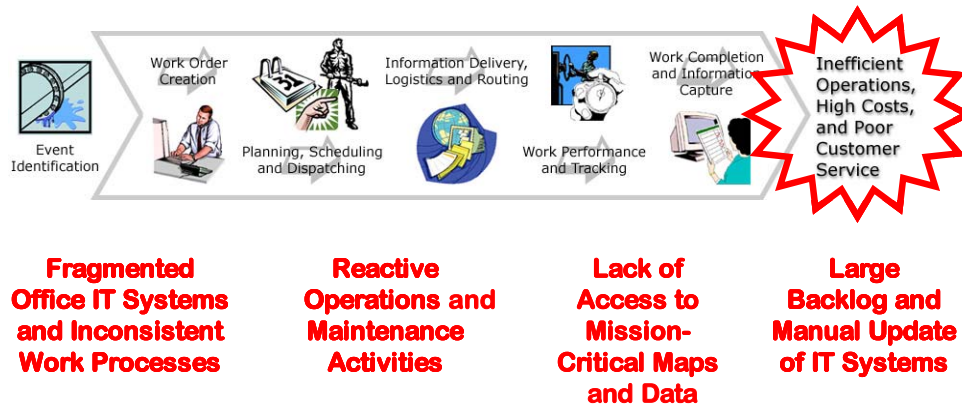 Event
Identification
Work Order
Creation
Planning, Scheduling
and Dispatching
Information Delivery,
Logistics and Routing
Work Performance
and Tracking
Work Completion
and Information
Capture
Inefficient
Operations,
High Costs,
and Poor
Customer
Service
Fragmented
Office IT Systems
and Inconsistent
Work Processes
Reactive
Operations and
Maintenance
Activities
Lack of
Access to
Mission-
Critical Maps
and Data
Large
Backlog and
Manual Update
of IT Systems